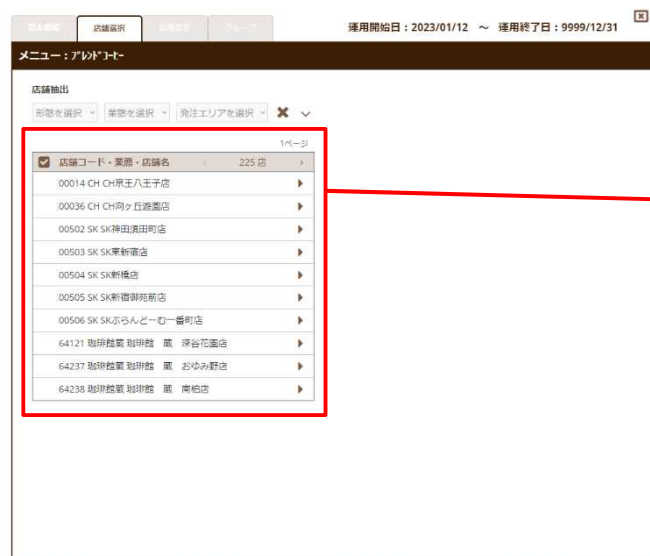 店舗選択
運用開始日：2023/01/12 ～ 運用終了日：9999/12/31
メニュー：ﾌﾞﾚﾝﾄﾞｺｰﾋｰ
店舗抽出
形態を選択 業態を選択 発注エリアを選択
1ページ
店舗コード・業態・店舗名 225 店
00014 CH CH京王八王子店
00036 CH CH向ヶ丘遊園店
00502 SK SK神田須田町店
00503 SK SK東新宿店
00504 SK SK新橋店
00505 SK SK新宿御苑前店
00506 SK SKぶらんどーむ一番町店
64121 珈琲館蔵 珈琲館　蔵　深谷花園店
64237 珈琲館蔵 珈琲館　蔵　おゆみ野店
64238 珈琲館蔵 珈琲館　蔵　南柏店